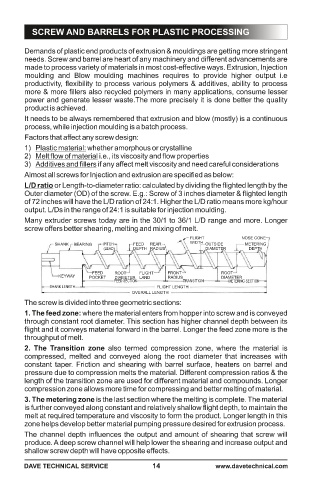 SCREW AND BARRELS FOR PLASTIC PROCESSING
Demands of plastic end products of extrusion & mouldings are getting more stringent
needs. Screw and barrel are heart of any machinery and different advancements are
made to process variety of materials in most cost-effective ways. Extrusion, Injection
moulding and Blow moulding machines requires to provide higher output i.e
productivity, flexibility to process various polymers & additives, ability to process
more & more fillers also recycled polymers in many applications, consume lesser
power and generate lesser waste.The more precisely it is done better the quality
product is achieved.
It needs to be always remembered that extrusion and blow (mostly) is a continuous
process, while injection moulding is a batch process.
Factors that affect any screw design:
1) Plastic material: whether amorphous or crystalline
2) Melt flow of material i.e., its viscosity and flow properties
3) Additives and fillers if any affect melt viscosity and need careful considerations
Almost all screws for Injection and extrusion are specified as below:
L/D ratio or Length-to-diameter ratio: calculated by dividing the flighted length by the
Outer diameter (OD) of the screw. E.g.: Screw of 3 inches diameter & flighted length
of 72 inches will have the L/D ration of 24:1. Higher the L/D ratio means more kg/hour
output. L/Ds in the range of 24:1 is suitable for injection moulding.
Many extruder screws today are in the 30/1 to 36/1 L/D range and more. Longer
screw offers better shearing, melting and mixing of melt.
FLIGHT WIDTH NOSE CONE
SHANK BEARING PITCH (LEAD) FEED DEPTH REAR RADIUS OUTSIDE DIAMETER METERING DEPTH
KEYWAY FEED POCKET ROOT DIAMETER FLIGHT LAND FRONT RADIUS ROOT DIAMETER
FEED SECTION TRANSITION METERING SECTION
SHANK LENGTH FLIGHT LENGTH
OVERALL LENGTH
The screw is divided into three geometric sections:
1. The feed zone: where the material enters from hopper into screw and is conveyed
through constant root diameter. This section has higher channel depth between its
flight and it conveys material forward in the barrel. Longer the feed zone more is the
throughput of melt.
2. The Transition zone also termed compression zone, where the material is
compressed, melted and conveyed along the root diameter that increases with
constant taper. Friction and shearing with barrel surface, heaters on barrel and
pressure due to compression melts the material. Different compression ratios & the
length of the transition zone are used for different material and compounds. Longer
compression zone allows more time for compressing and better melting of material.
3. The metering zone is the last section where the melting is complete. The material
is further conveyed along constant and relatively shallow flight depth, to maintain the
melt at required temperature and viscosity to form the product. Longer length in this
zone helps develop better material pumping pressure desired for extrusion process.
The channel depth influences the output and amount of shearing that screw will
produce. A deep screw channel will help lower the shearing and increase output and
shallow screw depth will have opposite effects.
DAVE TECHNICAL SERVICE 14 www.davetechnical.com